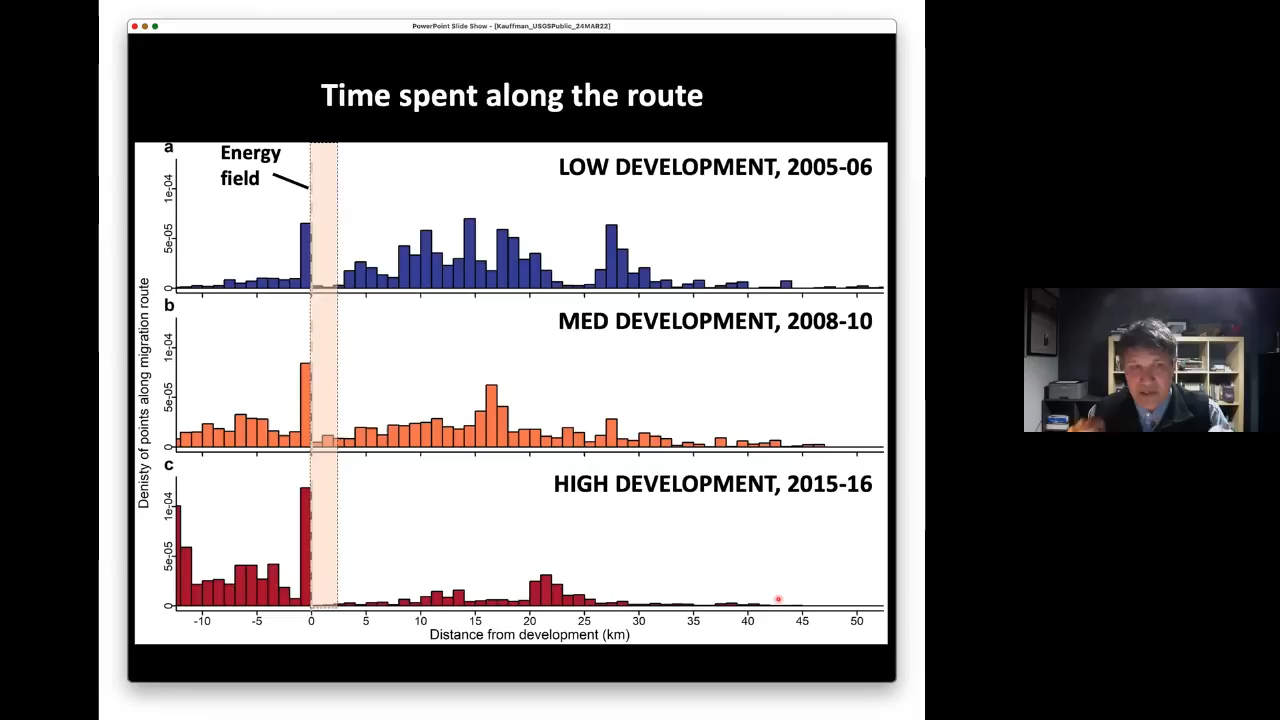 PowerPoint Slide Show - [Kauffman_USGSPublic_24MAR22]
Time spent along the route
a
Energy
field
LOW DEVELOPMENT, 2005-06
1e-04
5e-05
0
b
MED DEVELOPMENT, 2008-10
1e-04
5e-05
0
Denisty of points along migration route
c
HIGH DEVELOPMENT, 2015-16
1e-04
5e-05
0
-10 -5 0 5 10 15 20 25 30 35 40 45 50
Distance from development (km)